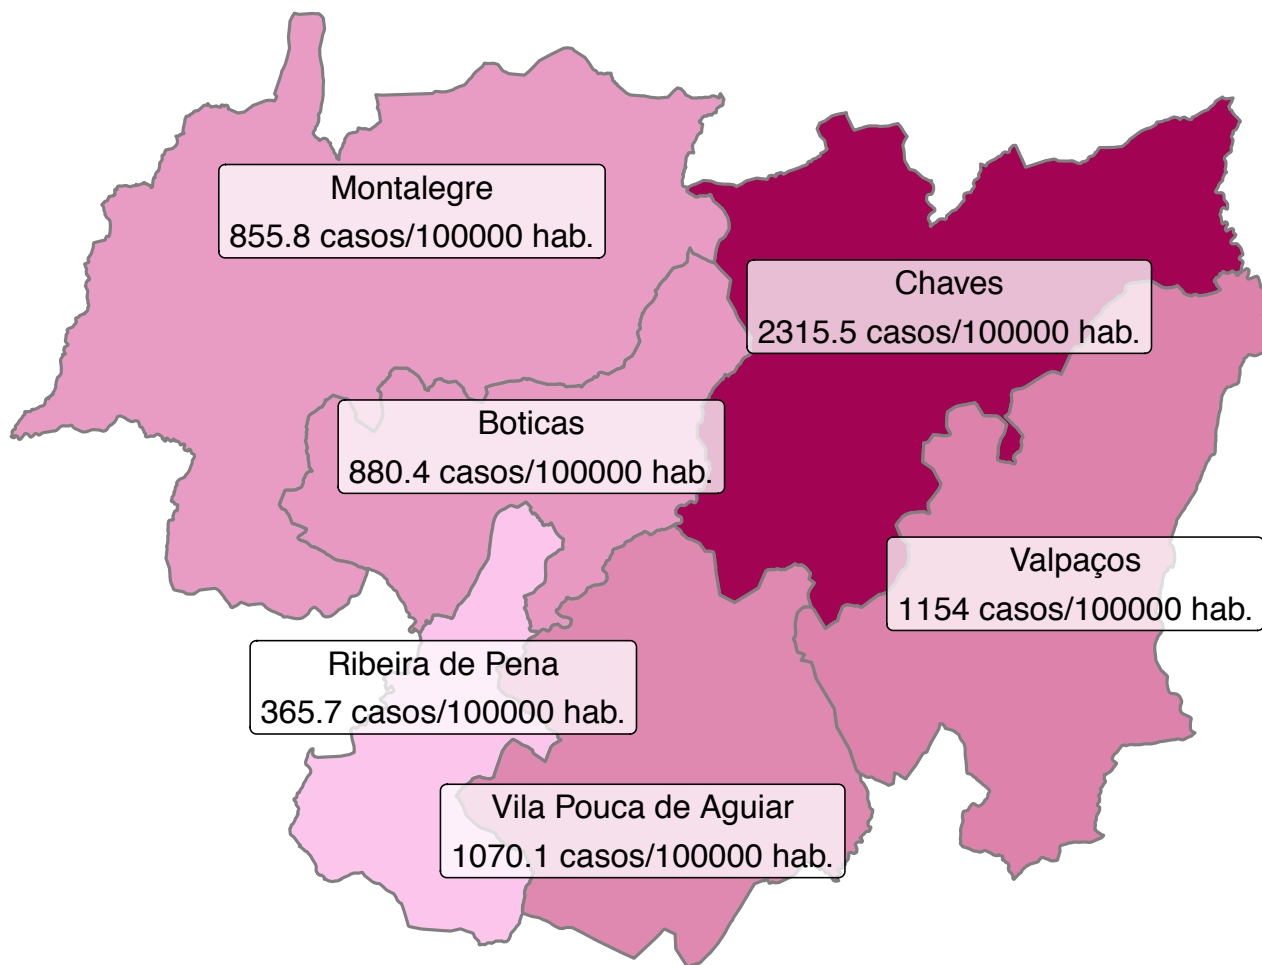 Montalegre
855.8 casos/100000 hab.
Chaves
2315.5 casos/100000 hab.
Boticas
880.4 casos/100000 hab.
Valpaços
1154 casos/100000 hab.
Ribeira de Pena
365.7 casos/100000 hab.
Vila Pouca de Aguiar
1070.1 casos/100000 hab.